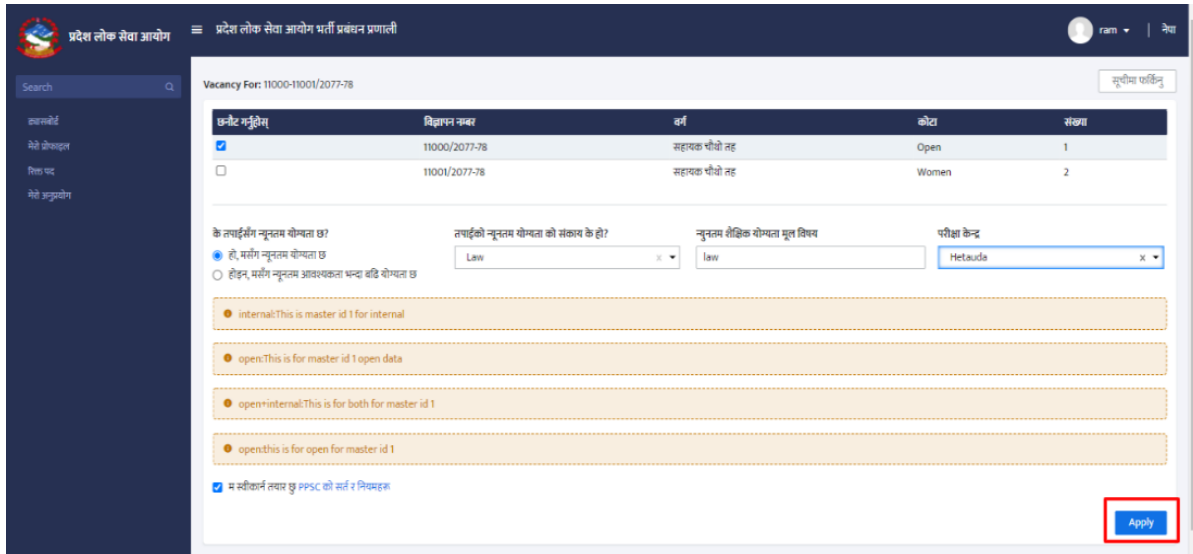 प्रदेश लोक सेवा आयोग
≡ प्रदेश लोक सेवा आयोग भर्ती प्रबंधन प्रणाली
ram | नेपा
Search
ड्यासबोर्ड
मेरो प्रोफाइल
रिक्त पद
मेरो अनुप्रयोग
Vacancy For: 11000-11001/2077-78
सूचीमा फर्किनु
छनौट गर्नुहोस् विज्ञापन नम्बर वर्ग कोटा संख्या
11000/2077-78 सहायक चौथो तह Open 1
11001/2077-78 सहायक चौथो तह Women 2
के तपाईसँग न्यूनतम योग्यता छ? तपाईको न्यूनतम योग्यता को संकाय के हो? न्युनतम शैक्षिक योग्यता मूल विषय परीक्षा केन्द्र
हो, मसँग न्यूनतम योग्यता छ
होइन, मसँग न्यूनतम आवश्यकता भन्दा बढि योग्यता छ
Law x
law
Hetauda x
internal:This is master id 1 for internal
open:This is for master id 1 open data
open+internal:This is for both for master id 1
open:this is for open for master id 1
म स्वीकार्न तयार छु PPSC को सर्त र नियमहरू
Apply